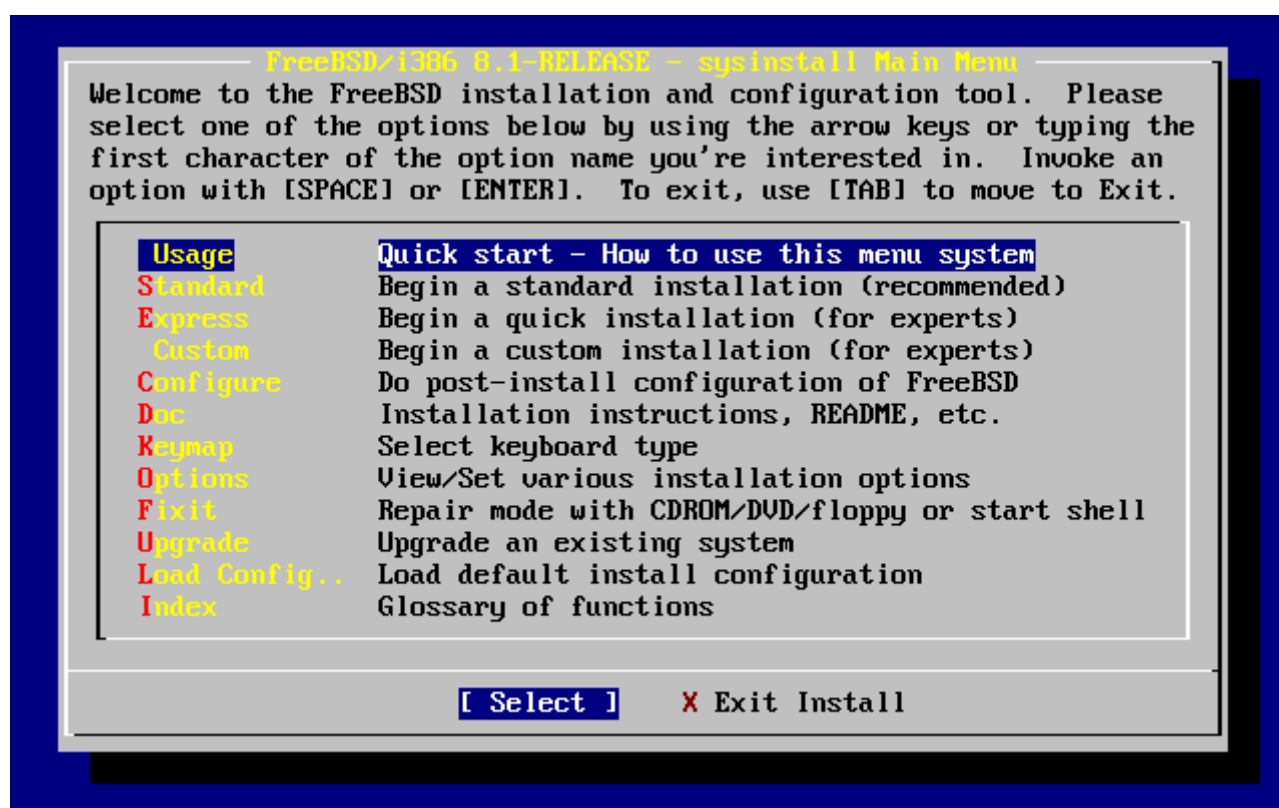 FreeBSD/i386 8.1-RELEASE - sysinstall Main Menu
Welcome to the FreeBSD installation and configuration tool.  Please
select one of the options below by using the arrow keys or typing the
first character of the option name you're interested in.  Invoke an
option with [SPACE] or [ENTER].  To exit, use [TAB] to move to Exit.
Usage Quick start - How to use this menu system
Standard Begin a standard installation (recommended)
Express Begin a quick installation (for experts)
Custom Begin a custom installation (for experts)
Configure Do post-install configuration of FreeBSD
Doc Installation instructions, README, etc.
Keymap Select keyboard type
Options View/Set various installation options
Fixit Repair mode with CDROM/DVD/floppy or start shell
Upgrade Upgrade an existing system
Load Config.. Load default install configuration
Index Glossary of functions
[ Select ] X Exit Install